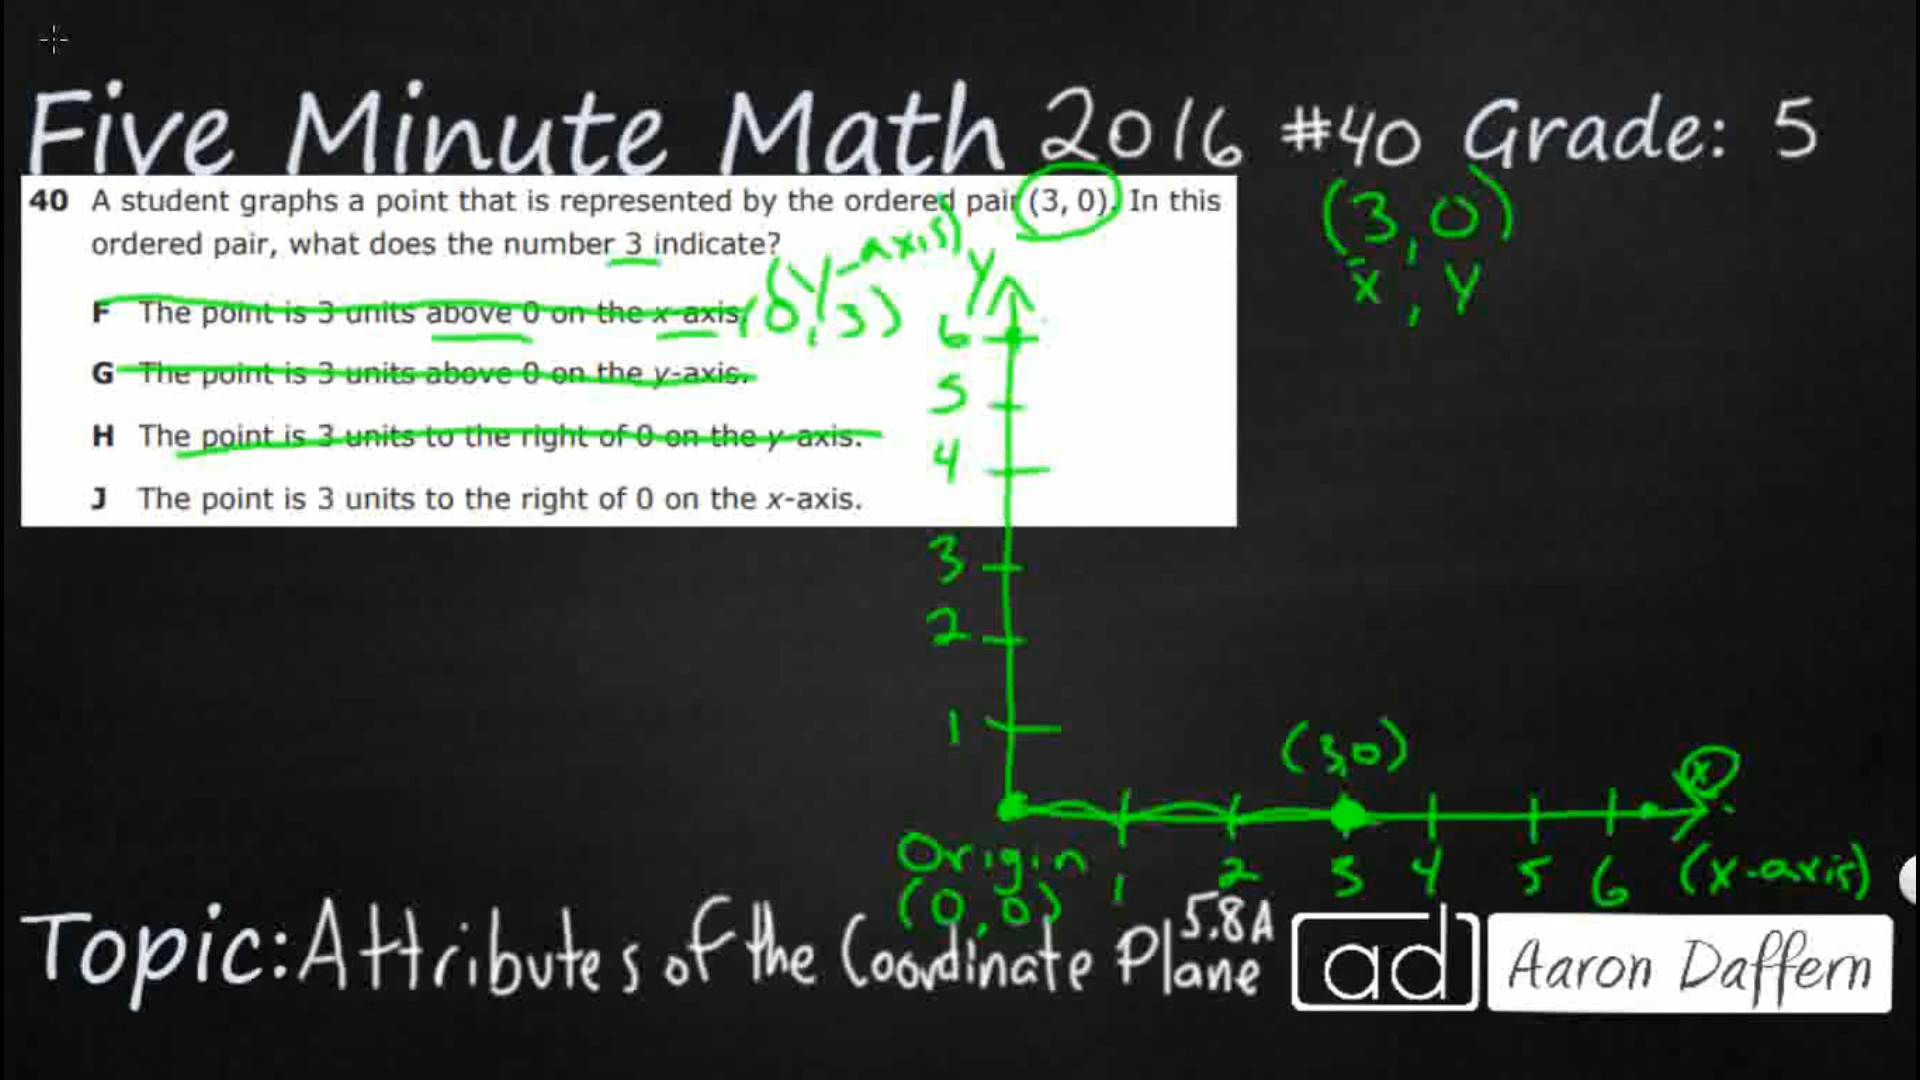 Five Minute Math 2016 #40 Grade: 5
40 A student graphs a point that is represented by the ordered pair (3, 0). In this
ordered pair, what does the number 3 indicate?
(3, 0)
x, y
F The point is 3 units above 0 on the x-axis.
(y-axis)
(0, 3)
y
G The point is 3 units above 0 on the y-axis.
H The point is 3 units to the right of 0 on the y-axis.
J The point is 3 units to the right of 0 on the x-axis.
6
5
4
3
2
1
(3,0)
x
Origin
(0,0)
1 2 3 4 5 6 (x-axis)
Topic: Attributes of the Coordinate Plane 5.8A
ad Aaron Daffern